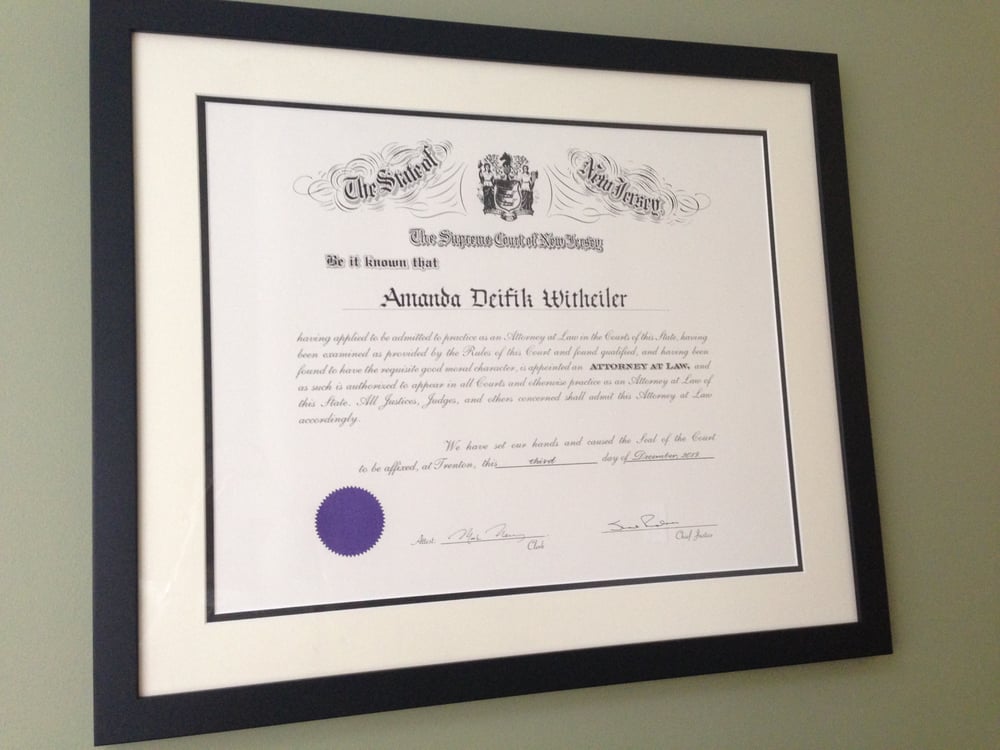 The State of New Jersey
The Supreme Court of New Jersey
Be it known that
Amanda Deifik Witheiler
having applied to be admitted to practice as an Attorney at Law in the Courts of this State, having
been examined as provided by the Rules of this Court and found qualified, and having been
found to have the requisite good moral character, is appointed an ATTORNEY AT LAW, and
as such is authorized to appear in all Courts and otherwise practice as an Attorney at Law of
this State. All Justices, Judges, and others concerned shall admit this Attorney at Law
accordingly.
We have set our hands and caused the Seal of the Court
to be affixed, at Trenton, this third day of December, 2012
Attest:
Clerk
Chief Justice